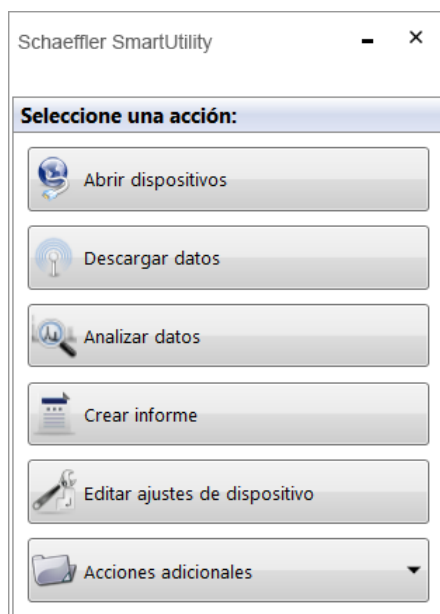 Schaeffler SmartUtility
Seleccione una acción:
Abrir dispositivos
Descargar datos
Analizar datos
Crear informe
Editar ajustes de dispositivo
Acciones adicionales